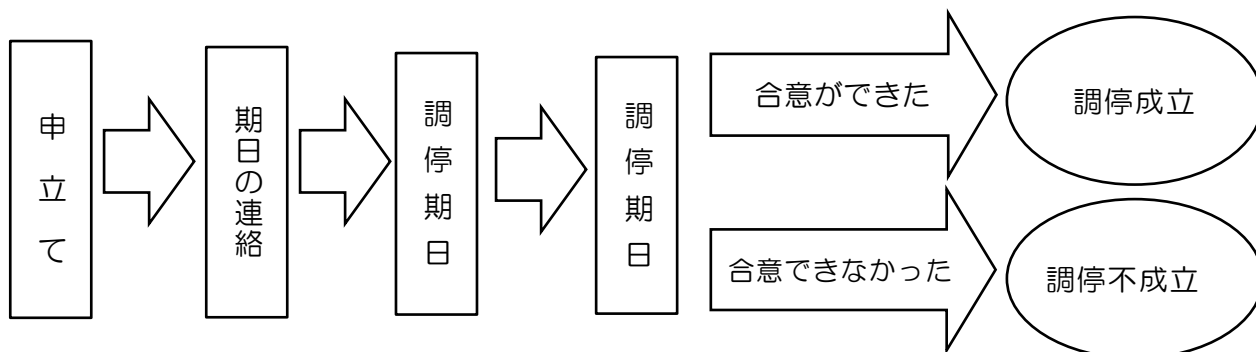 申立て
期日の連絡
調停期日
調停期日
合意ができた
調停成立
合意できなかった
調停不成立